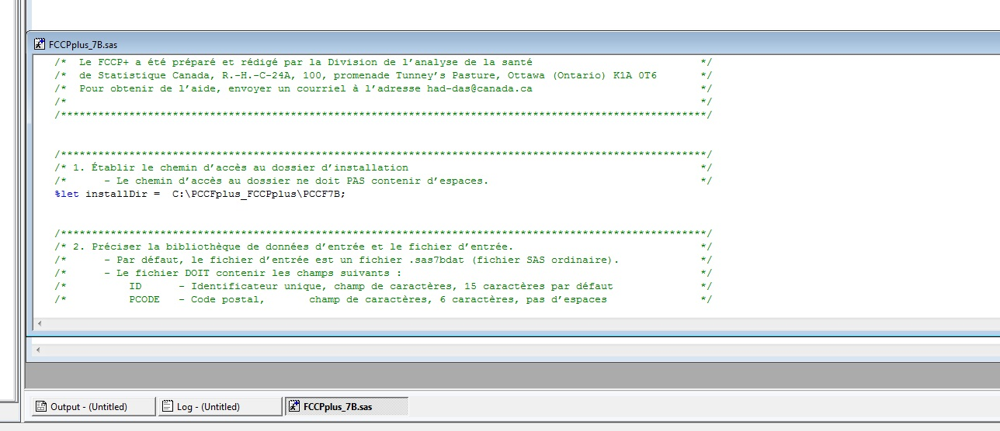 FCCPplus_7B.sas
/*  Le FCCP+ a été préparé et rédigé par la Division de l’analyse de la santé                           */
/*  de Statistique Canada, R.-H.-C-24A, 100, promenade Tunney’s Pasture, Ottawa (Ontario) K1A 0T6       */
/*  Pour obtenir de l’aide, envoyer un courriel à l’adresse had-das@canada.ca                           */
/*                                                                                                      */
/********************************************************************************************************/
/********************************************************************************************************/
/* 1. Établir le chemin d’accès au dossier d’installation                                               */
/*      - Le chemin d’accès au dossier ne doit PAS contenir d’espaces.                                  */
%let installDir =  C:\PCCFplus_FCCPplus\PCCF7B;
/********************************************************************************************************/
/* 2. Préciser la bibliothèque de données d’entrée et le fichier d’entrée.                              */
/*      - Par défaut, le fichier d’entrée est un fichier .sas7bdat (fichier SAS ordinaire).             */
/*      - Le fichier DOIT contenir les champs suivants :                                                */
/*          ID      - Identificateur unique, champ de caractères, 15 caractères par défaut              */
/*          PCODE   - Code postal,       champ de caractères, 6 caractères, pas d’espaces               */
Output - (Untitled)
Log - (Untitled)
FCCPplus_7B.sas